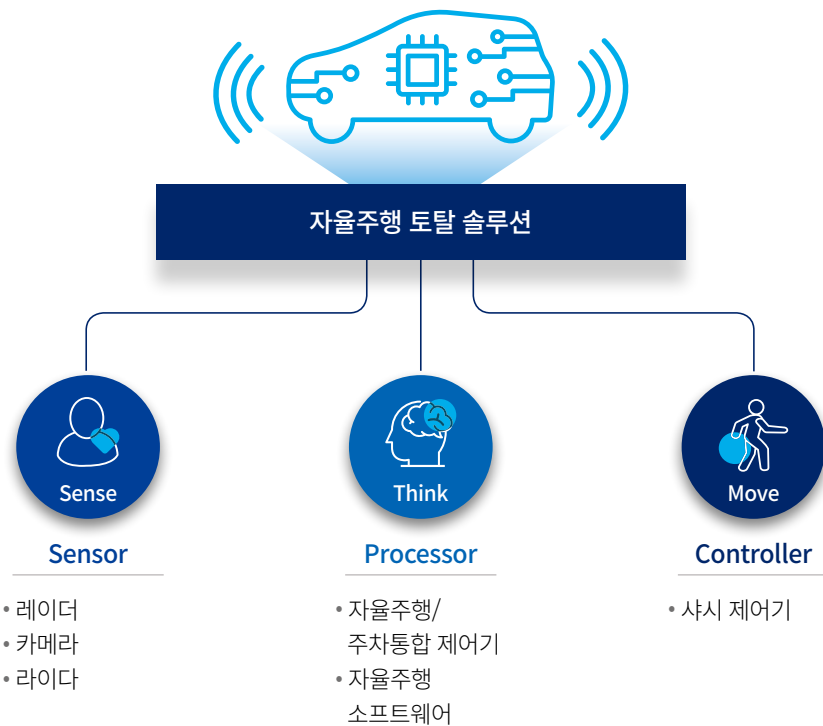 자율주행 토탈 솔루션
Sense
Think
Move
Sensor
Processor
Controller
• 레이더
• 카메라
• 라이다
• 자율주행/
주차통합 제어기
• 자율주행
소프트웨어
• 샤시 제어기